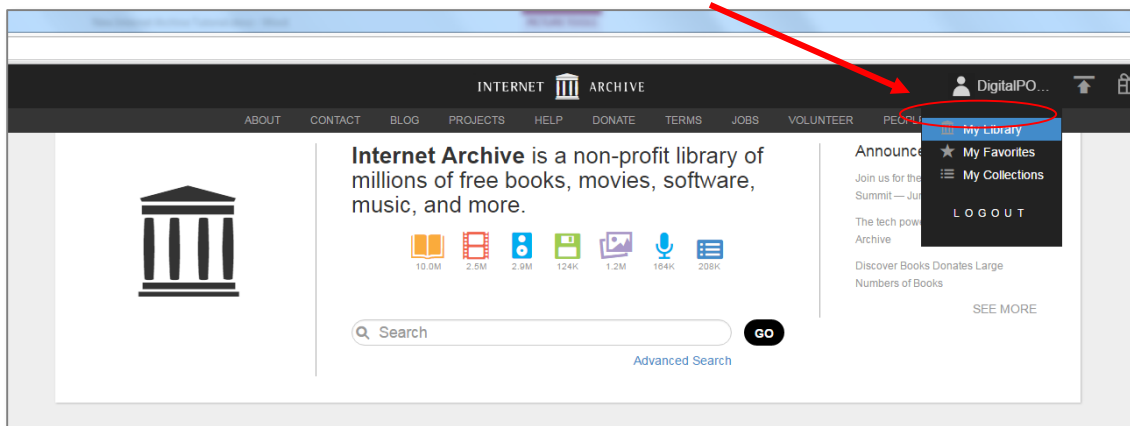 INTERNET ARCHIVE
DigitalPO...
ABOUT CONTACT BLOG PROJECTS HELP DONATE TERMS JOBS VOLUNTEER PEOPL
My Library
My Favorites
My Collections
LOGOUT
Internet Archive is a non-profit library of
millions of free books, movies, software,
music, and more.
10.0M 2.5M 2.9M 124K 1.2M 164K 208K
Search GO
Advanced Search
Announce
Join us for the
Summit — Jun
The tech pow
Archive
Discover Books Donates Large
Numbers of Books
SEE MORE